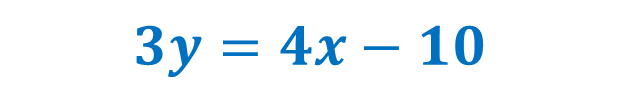 3y = 4x − 10